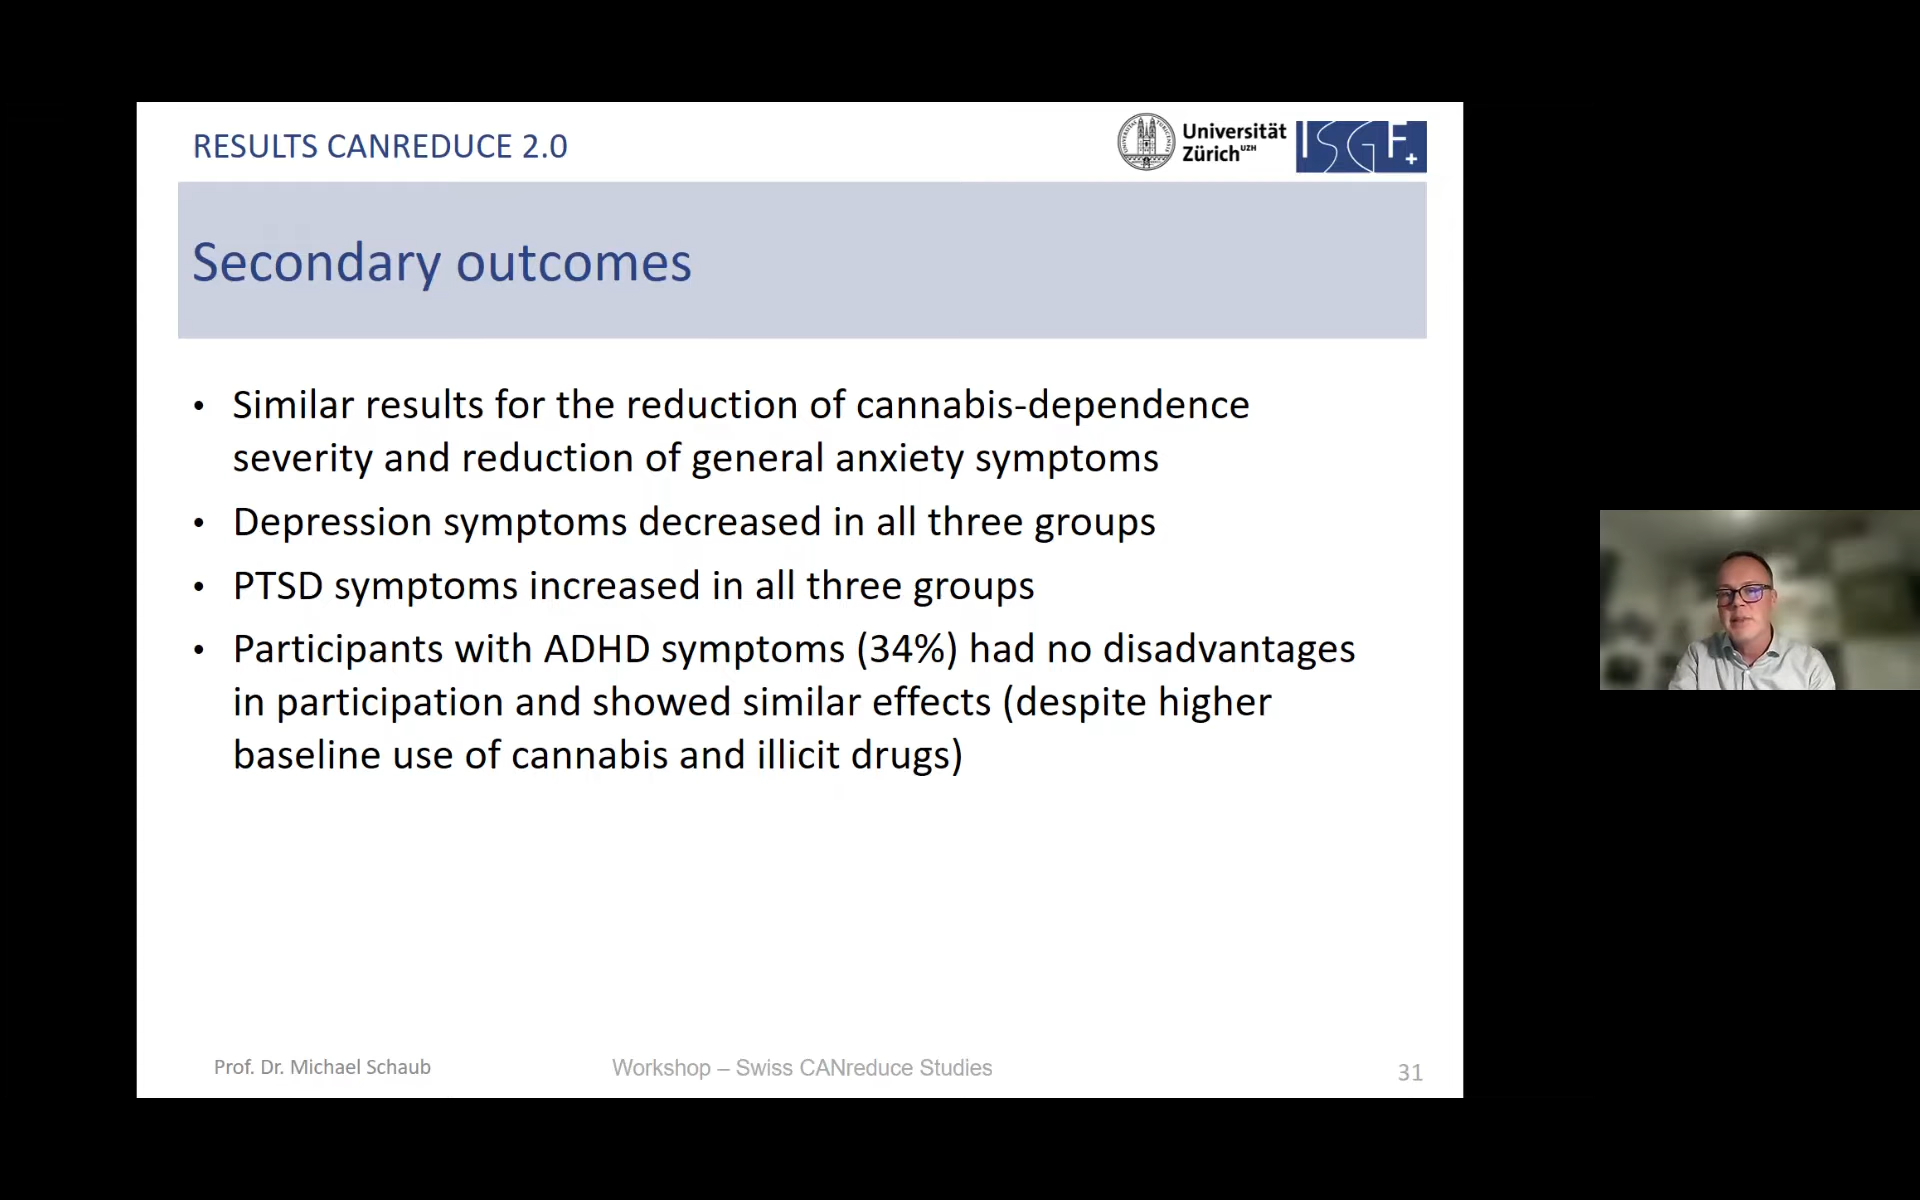 RESULTS CANREDUCE 2.0
Universität
Zürich UZH
ISGF+
Secondary outcomes
• Similar results for the reduction of cannabis-dependence
severity and reduction of general anxiety symptoms
• Depression symptoms decreased in all three groups
• PTSD symptoms increased in all three groups
• Participants with ADHD symptoms (34%) had no disadvantages
in participation and showed similar effects (despite higher
baseline use of cannabis and illicit drugs)
Prof. Dr. Michael Schaub
Workshop – Swiss CANreduce Studies
31